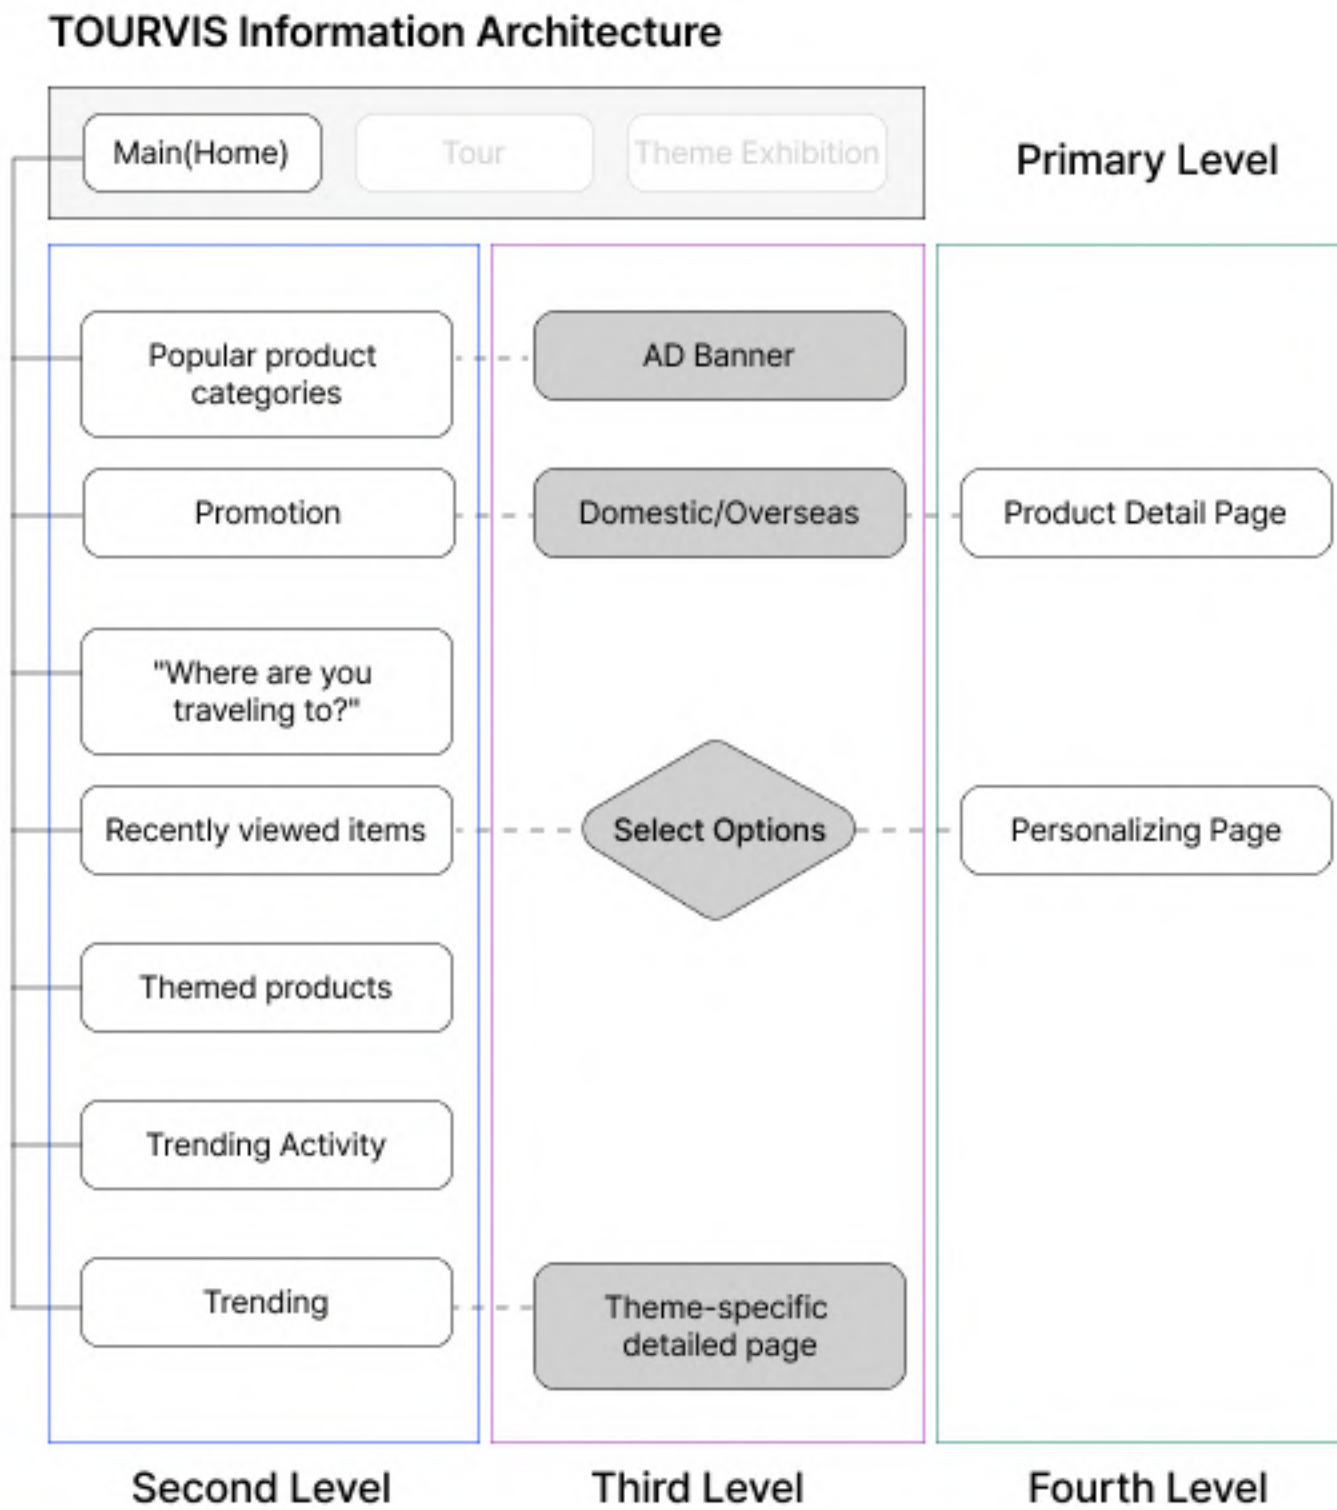 TOURVIS Information Architecture
Main(Home)
Tour
Theme Exhibition
Primary Level
Popular product
categories
AD Banner
Promotion
Domestic/Overseas
Product Detail Page
"Where are you
traveling to?"
Recently viewed items
Select Options
Personalizing Page
Themed products
Trending Activity
Trending
Theme-specific
detailed page
Second Level
Third Level
Fourth Level